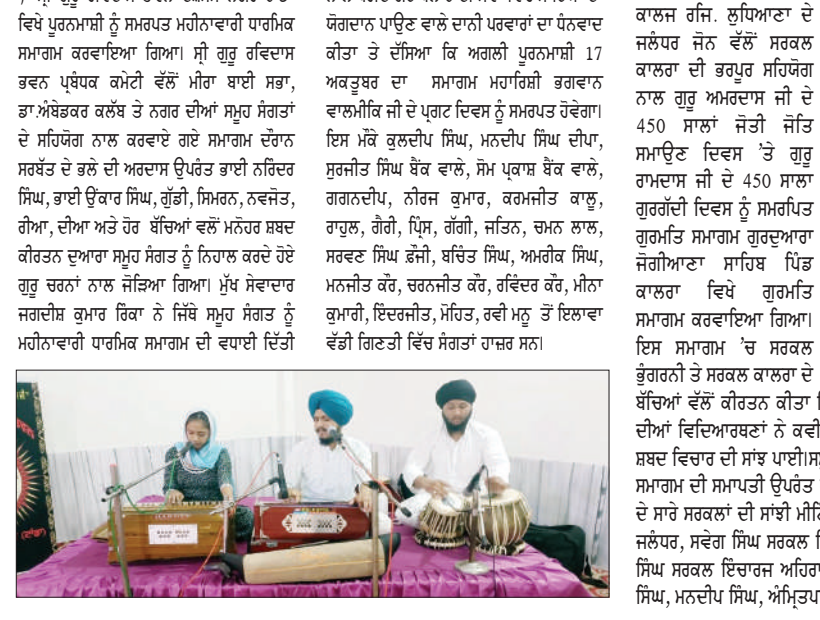 ਵਿਖੇ ਪੂਰਨਮਾਸ਼ੀ ਨੂੰ ਸਮਰਪਤ ਮਹੀਨਾਵਾਰੀ ਧਾਰਮਿਕ
ਸਮਾਗਮ ਕਰਵਾਇਆ ਗਿਆ। ਸ੍ਰੀ ਗੁਰੂ ਰਵਿਦਾਸ
ਭਵਨ ਪ੍ਰਬੰਧਕ ਕਮੇਟੀ ਵੱਲੋਂ ਮੀਰਾ ਬਾਈ ਸਭਾ,
ਡਾ.ਅੰਬੇਡਕਰ ਕਲੱਬ ਤੇ ਨਗਰ ਦੀਆਂ ਸਮੂਹ ਸੰਗਤਾਂ
ਦੇ ਸਹਿਯੋਗ ਨਾਲ ਕਰਵਾਏ ਗਏ ਸਮਾਗਮ ਦੌਰਾਨ
ਸਰਬੱਤ ਦੇ ਭਲੇ ਦੀ ਅਰਦਾਸ ਉਪਰੰਤ ਭਾਈ ਨਰਿੰਦਰ
ਸਿੰਘ, ਭਾਈ ਉਂਕਾਰ ਸਿੰਘ, ਗੁੱਡੀ, ਸਿਮਰਨ, ਨਵਜੋਤ,
ਰੀਆ, ਦੀਆ ਅਤੇ ਹੋਰ ਬੱਚਿਆਂ ਵਲੋਂ ਮਨੋਹਰ ਸ਼ਬਦ
ਕੀਰਤਨ ਦੁਆਰਾ ਸਮੂਹ ਸੰਗਤ ਨੂੰ ਨਿਹਾਲ ਕਰਦੇ ਹੋਏ
ਗੁਰੂ ਚਰਨਾਂ ਨਾਲ ਜੋੜਿਆ ਗਿਆ। ਮੁੱਖ ਸੇਵਾਦਾਰ
ਜਗਦੀਸ਼ ਕੁਮਾਰ ਰਿੰਕਾ ਨੇ ਜਿੱਥੇ ਸਮੂਹ ਸੰਗਤ ਨੂੰ
ਮਹੀਨਾਵਾਰੀ ਧਾਰਮਿਕ ਸਮਾਗਮ ਦੀ ਵਧਾਈ ਦਿੱਤੀ
ਯੋਗਦਾਨ ਪਾਉਣ ਵਾਲੇ ਦਾਨੀ ਪਰਵਾਰਾਂ ਦਾ ਧੰਨਵਾਦ
ਕੀਤਾ ਤੇ ਦੱਸਿਆ ਕਿ ਅਗਲੀ ਪੂਰਨਮਾਸ਼ੀ 17
ਅਕਤੂਬਰ ਦਾ ਸਮਾਗਮ ਮਹਾਰਿਸ਼ੀ ਭਗਵਾਨ
ਵਾਲਮੀਕਿ ਜੀ ਦੇ ਪ੍ਰਗਟ ਦਿਵਸ ਨੂੰ ਸਮਰਪਤ ਹੋਵੇਗਾ।
ਇਸ ਮੌਕੇ ਕੁਲਦੀਪ ਸਿੰਘ, ਮਨਦੀਪ ਸਿੰਘ ਦੀਪਾ,
ਸੁਰਜੀਤ ਸਿੰਘ ਬੈਂਕ ਵਾਲੇ, ਸੋਮ ਪ੍ਰਕਾਸ਼ ਬੈਂਕ ਵਾਲੇ,
ਗਗਨਦੀਪ, ਨੀਰਜ ਕੁਮਾਰ, ਕਰਮਜੀਤ ਕਾਲੂ,
ਰਾਹੁਲ, ਗੈਰੀ, ਪ੍ਰਿੰਸ, ਗੱਗੀ, ਜਤਿਨ, ਚਮਨ ਲਾਲ,
ਸਰਵਣ ਸਿੰਘ ਫ਼ੌਜੀ, ਬਚਿੰਤ ਸਿੰਘ, ਅਮਰੀਕ ਸਿੰਘ,
ਮਨਜੀਤ ਕੌਰ, ਚਰਨਜੀਤ ਕੌਰ, ਰਵਿੰਦਰ ਕੌਰ, ਮੀਨਾ
ਕੁਮਾਰੀ, ਇੰਦਰਜੀਤ, ਮੋਹਿਤ, ਰਵੀ ਮਨੂ ਤੋਂ ਇਲਾਵਾ
ਵੱਡੀ ਗਿਣਤੀ ਵਿੱਚ ਸੰਗਤਾਂ ਹਾਜ਼ਰ ਸਨ।
ਕਾਲਜ ਰਜਿ. ਲੁਧਿਆਣਾ ਦੇ
ਜਲੰਧਰ ਜੋਨ ਵੱਲੋਂ ਸਰਕਲ
ਕਾਲਰਾ ਦੀ ਭਰਪੂਰ ਸਹਿਯੋਗ
ਨਾਲ ਗੁਰੂ ਅਮਰਦਾਸ ਜੀ ਦੇ
450 ਸਾਲਾਂ ਜੋਤੀ ਜੋਤਿ
ਸਮਾਉਣ ਦਿਵਸ ’ਤੇ ਗੁਰੂ
ਰਾਮਦਾਸ ਜੀ ਦੇ 450 ਸਾਲਾ
ਗੁਰਗੱਦੀ ਦਿਵਸ ਨੂੰ ਸਮਰਪਿਤ
ਗੁਰਮਤਿ ਸਮਾਗਮ ਗੁਰਦੁਆਰਾ
ਜੋਗੀਆਣਾ ਸਾਹਿਬ ਪਿੰਡ
ਕਾਲਰਾ ਵਿਖੇ ਗੁਰਮਤਿ
ਸਮਾਗਮ ਕਰਵਾਇਆ ਗਿਆ।
ਇਸ ਸਮਾਗਮ ’ਚ ਸਰਕਲ
ਭੁੰਗਰਨੀ ਤੇ ਸਰਕਲ ਕਾਲਰਾ ਦੇ
ਬੱਚਿਆਂ ਵੱਲੋਂ ਕੀਰਤਨ ਕੀਤਾ
ਦੀਆਂ ਵਿਦਿਆਰਥਣਾਂ ਨੇ ਕਵੀ
ਸ਼ਬਦ ਵਿਚਾਰ ਦੀ ਸਾਂਝ ਪਾਈ।
ਸਮਾਗਮ ਦੀ ਸਮਾਪਤੀ ਉਪਰੰਤ
ਦੇ ਸਾਰੇ ਸਰਕਲਾਂ ਦੀ ਸਾਂਝੀ
ਜਲੰਧਰ, ਸਵੇਗ ਸਿੰਘ ਸਰਕਲ
ਸਿੰਘ ਸਰਕਲ ਇੰਚਾਰਜ
ਸਿੰਘ, ਮਨਦੀਪ ਸਿੰਘ,